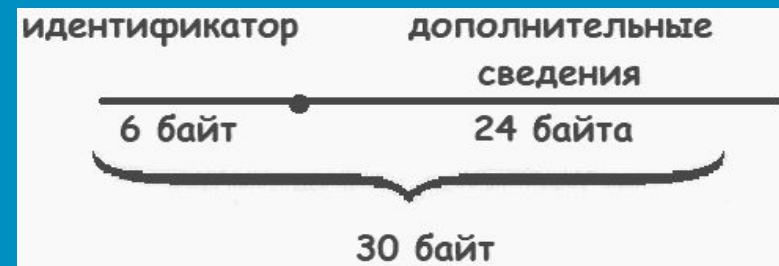 идентификатор дополнительные
сведения
6 байт 24 байта
30 байт